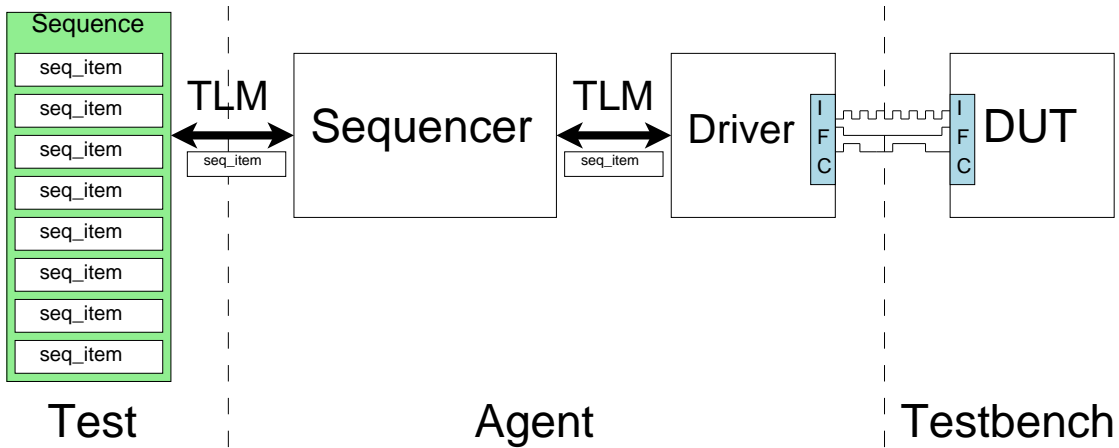 Sequence
seq_item
seq_item
seq_item
seq_item
seq_item
seq_item
seq_item
seq_item
TLM
seq_item
Sequencer
TLM
seq_item
Driver
I
F
C
I
F
C
DUT
Test
Agent
Testbench